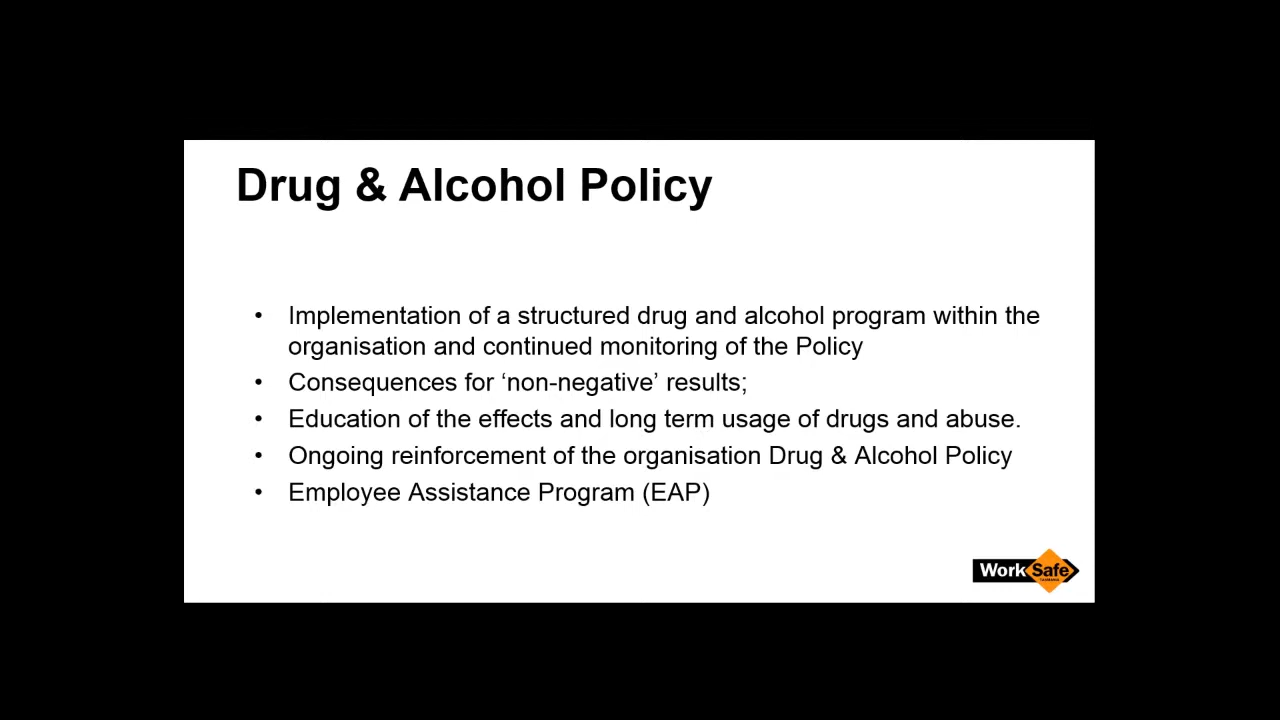 Drug & Alcohol Policy
• Implementation of a structured drug and alcohol program within the
organisation and continued monitoring of the Policy
• Consequences for ‘non-negative’ results;
• Education of the effects and long term usage of drugs and abuse.
• Ongoing reinforcement of the organisation Drug & Alcohol Policy
• Employee Assistance Program (EAP)
Work Safe
TASMANIA